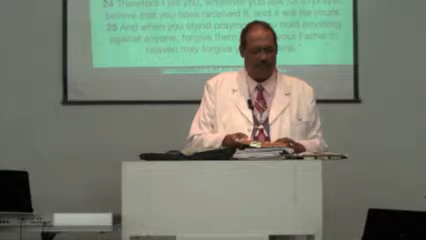 24 Therefore I tell you, whatever you ask for in prayer,
believe that you have received it, and it will be yours.
25 And when you stand praying, hold anything
against anyone, forgive them your Father in
heaven may forgive your sins."